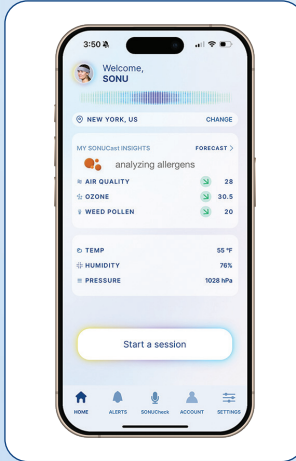 3:50
Welcome,
SONU
NEW YORK, US CHANGE
MY SONUCast INSIGHTS FORECAST >
analyzing allergens
AIR QUALITY 28
OZONE 30.5
WEED POLLEN 20
TEMP 55 °F
HUMIDITY 76%
PRESSURE 1028 hPa
Start a session
HOME ALERTS SONUCheck ACCOUNT SETTINGS